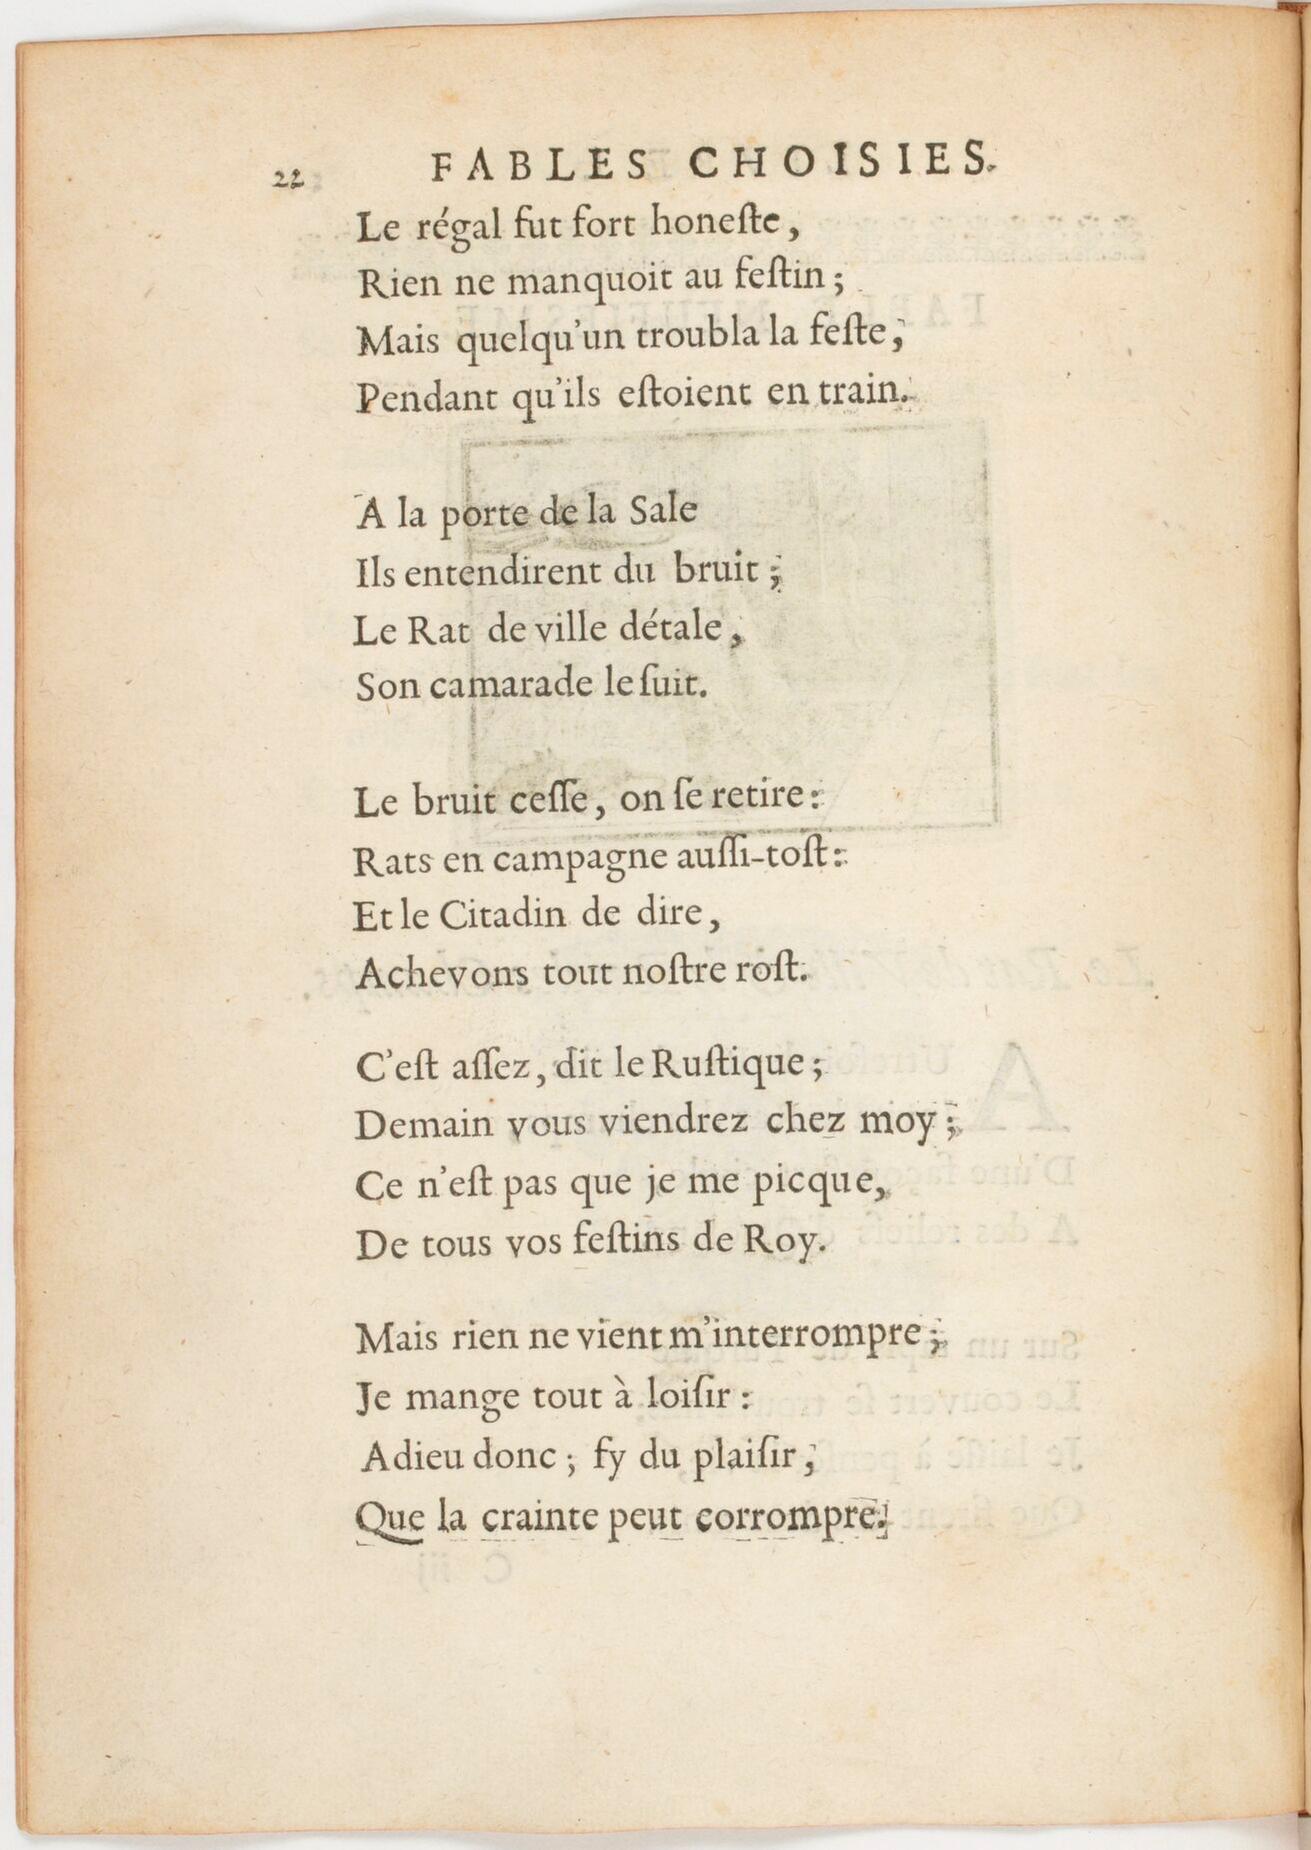 22 FABLES CHOISIES.
Le régal fut fort honeſte,
Rien ne manquoit au feſtin;
Mais quelqu'un troubla la feſte,
Pendant qu'ils eſtoient en train.
A la porte de la Sale
Ils entendirent du bruit;
Le Rat de ville détale,
Son camarade le ſuit.
Le bruit ceſſe, on ſe retire:
Rats en campagne auſſi-toſt:
Et le Citadin de dire,
Achevons tout noſtre roſt.
C'eſt aſſez, dit le Ruſtique;
Demain vous viendrez chez moy;
Ce n'eſt pas que je me picque,
De tous vos feſtins de Roy.
Mais rien ne vient m'interrompre;
Je mange tout à loiſir:
Adieu donc; fy du plaiſir,
Que la crainte peut corrompre.